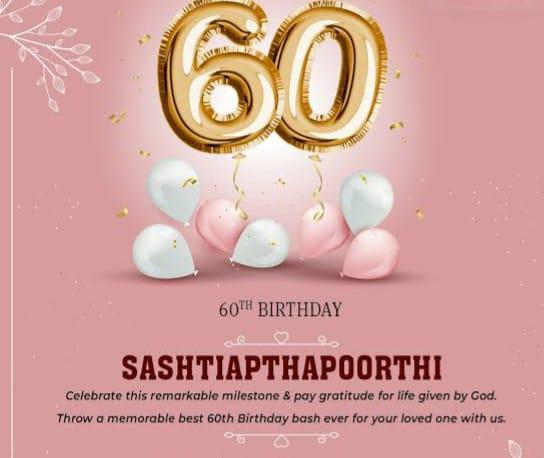 60
60TH BIRTHDAY
SASHTIAPTHAPOORTHI
Celebrate this remarkable milestone & pay gratitude for life given by God.
Throw a memorable best 60th Birthday bash ever for your loved one with us.